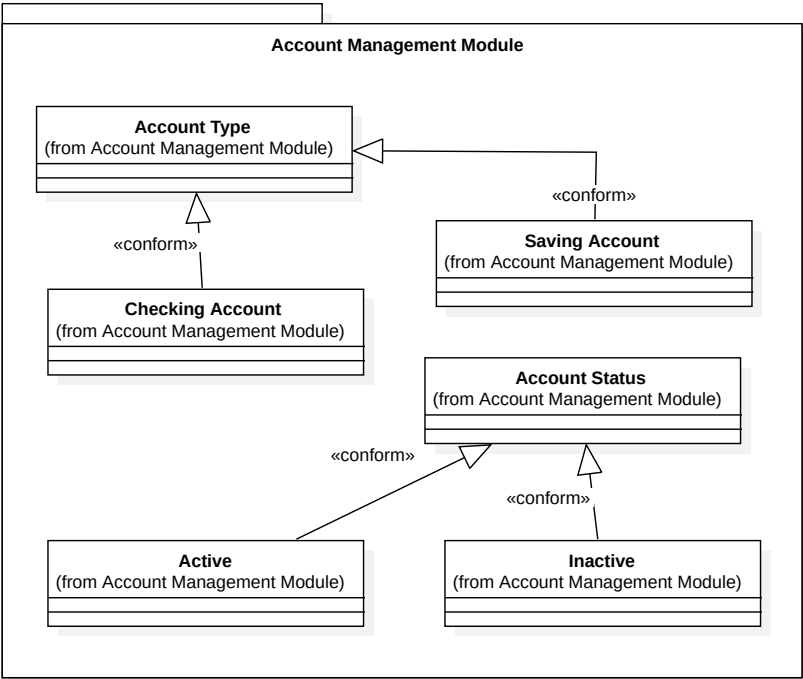 Account Management Module
Account Type
(from Account Management Module)
«conform»
«conform»
Saving Account
(from Account Management Module)
Checking Account
(from Account Management Module)
Account Status
(from Account Management Module)
«conform»
«conform»
Active
(from Account Management Module)
Inactive
(from Account Management Module)